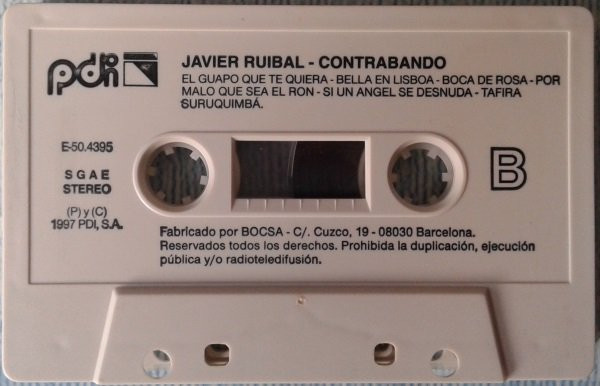 pdi
JAVIER RUIBAL - CONTRABANDO
EL GUAPO QUE TE QUIERA - BELLA EN LISBOA - BOCA DE ROSA - POR
MALO QUE SEA EL RON - SI UN ANGEL SE DESNUDA - TAFIRA
SURUQUIMBÁ.
E-50.4395
S G A E
STEREO
(P) y (C)
1997 PDI, S.A.
B
Fabricado por BOCSA - C/. Cuzco, 19 - 08030 Barcelona.
Reservados todos los derechos. Prohibida la duplicación, ejecución
pública y/o radioteledifusión.